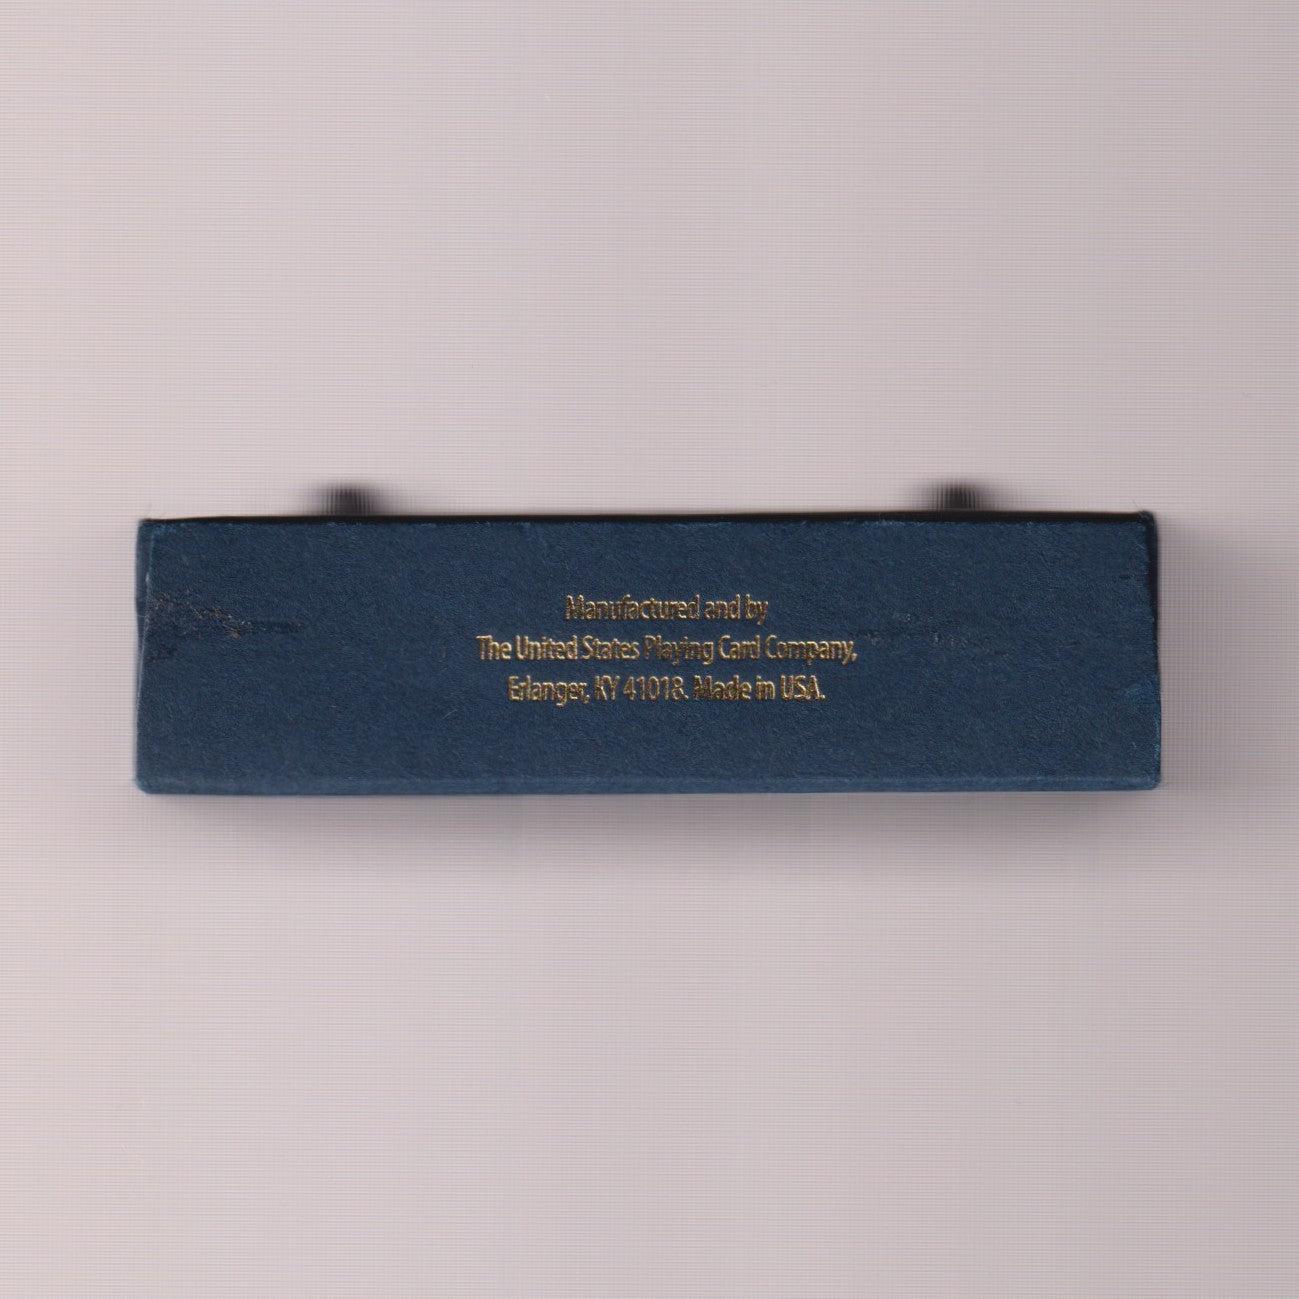 Manufactured and by
The United States Playing Card Company,
Erlanger, KY 41018. Made in USA.